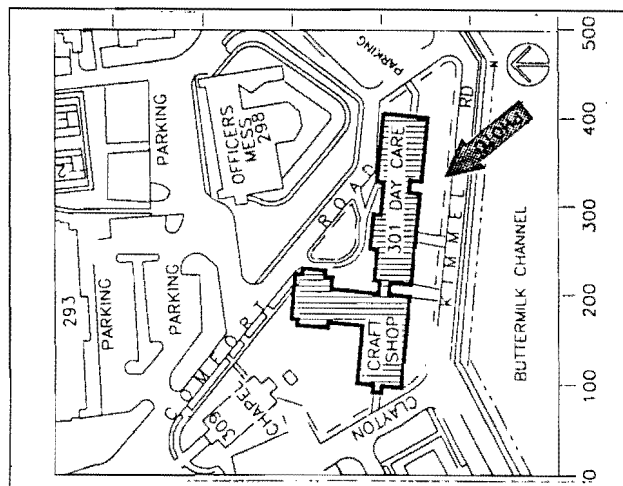 293
PARKING
PARKING
PARKING
OFFICERS
MESS
298
PARKING
COMFORT ROAD
309
CHAPEL
CLAYTON
CRAFT
SHOP
301 DAY CARE
KIMMEL RD
BUTTERMILK CHANNEL
N
0
100
200
300
400
500